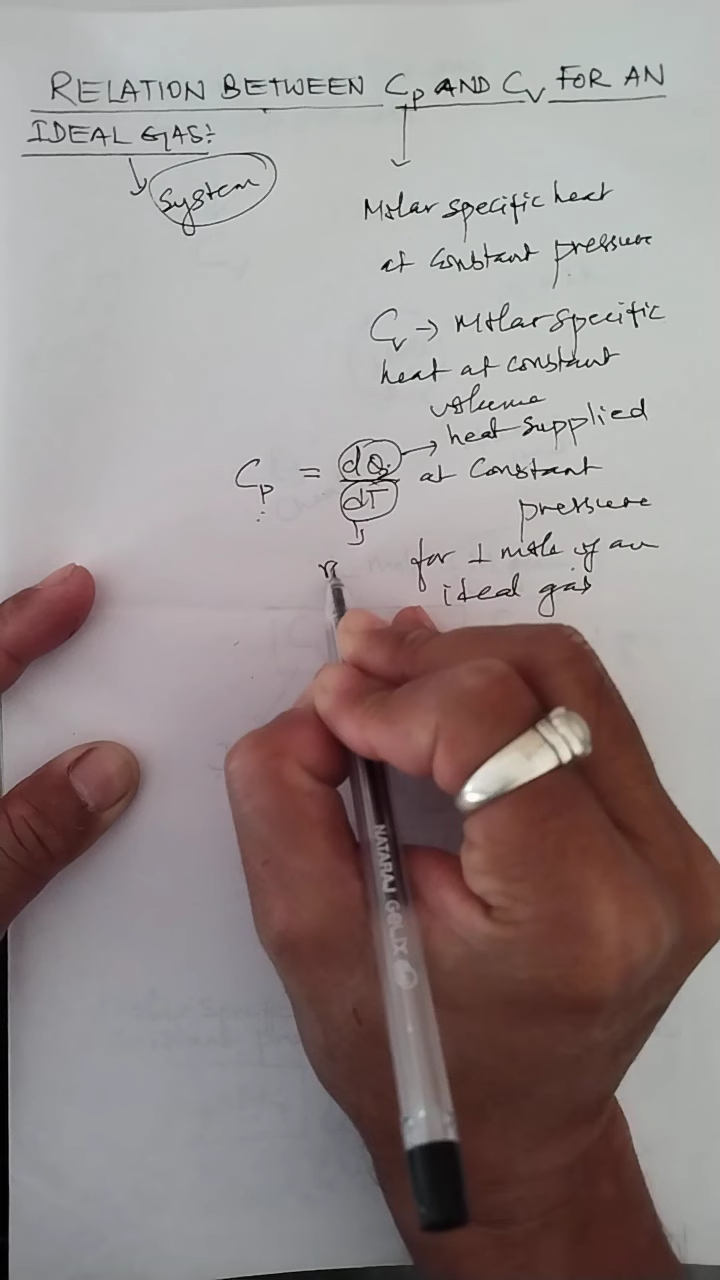 RELATION BETWEEN Cp AND Cv FOR AN
IDEAL GAS:
System
Molar specific heat
at constant pressure
Cv → Molar specific
heat at constant
volume
→ heat supplied
Cp = dQ/dT at constant
pressure
for 1 mole of an
ideal gas
r
NATARAJ GELIX